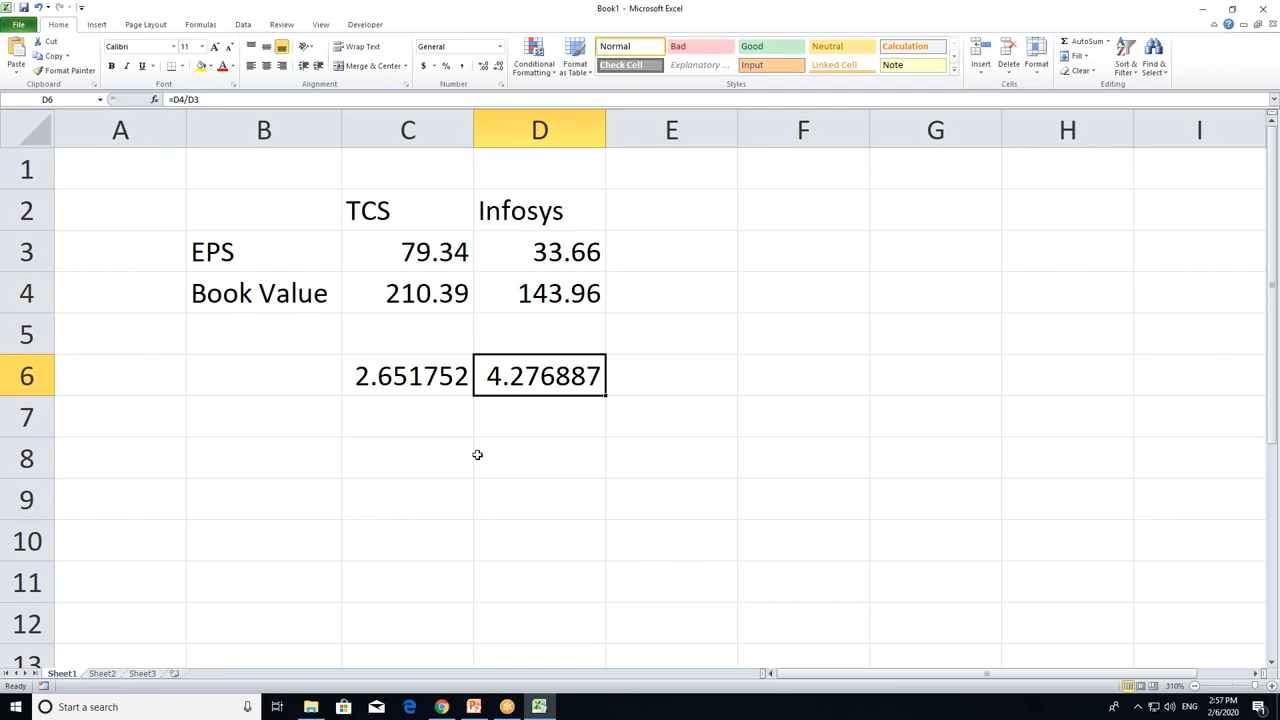 Book1 - Microsoft Excel
File Home Insert Page Layout Formulas Data Review View Developer
Cut
Copy
Format Painter
Paste
Clipboard
Calibri 11
Font
Wrap Text
Merge & Center
Alignment
General
Number
Conditional Formatting
Format as Table
Normal Bad Good Neutral Calculation
Check Cell Explanatory ... Input Linked Cell Note
Styles
Insert Delete Format
Cells
AutoSum
Fill
Clear
Sort & Filter
Find & Select
Editing
D6 fx =D4/D3
A B C D E F G H I
1
2 TCS Infosys
3 EPS 79.34 33.66
4 Book Value 210.39 143.96
5
6 2.651752 4.276887
7
8
9
10
11
12
13
Sheet1 Sheet2 Sheet3
Ready 310%
Start a search
ENG
2:57 PM
2/6/2020